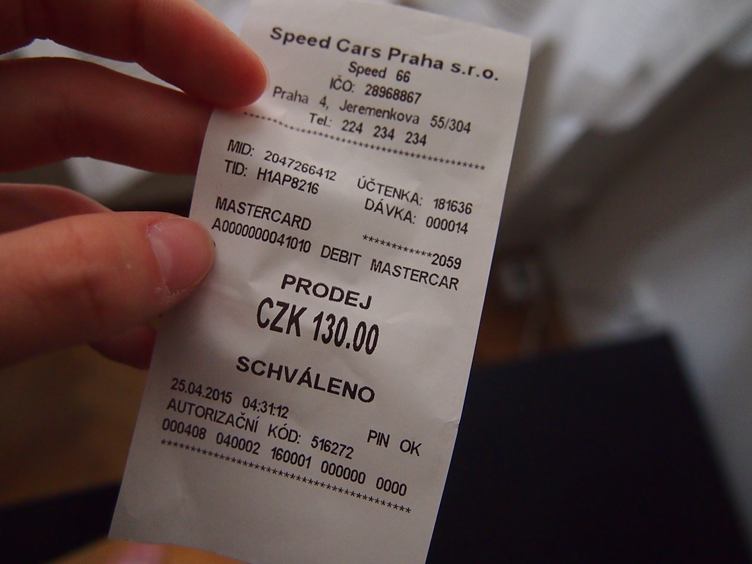 Speed Cars Praha s.r.o.
Speed 66
IČO: 28968867
Praha 4, Jeremenkova 55/304
Tel.: 224 234 234
****************************************
MID: 2047266412 ÚČTENKA: 181636
TID: H1AP8216 DÁVKA: 000014
MASTERCARD ************2059
A0000000041010 DEBIT MASTERCAR
PRODEJ
CZK 130.00
SCHVÁLENO
25.04.2015 04:31:12 PIN OK
AUTORIZAČNÍ KÓD: 516272
000408 040002 160001 000000 0000
****************************************